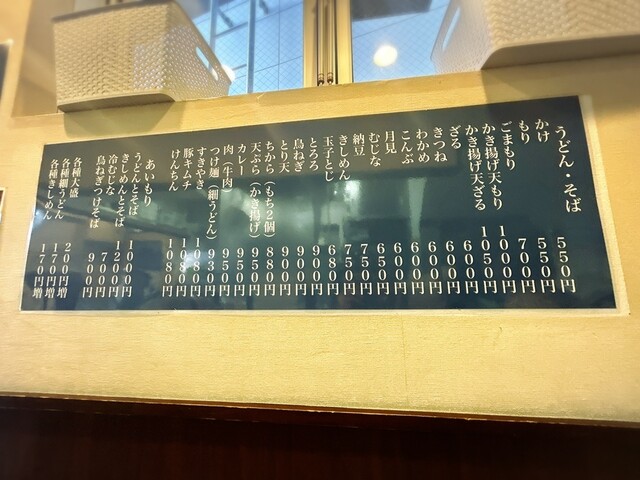 うどん・そば
かけ 550円
もり 550円
ごまもり 700円
かき揚げ天もり 1000円
かき揚げ天ざる 1050円
ざる 650円
きつね 600円
わかめ 600円
こんぶ 600円
月見 600円
むじな 650円
納豆 750円
きしめん 750円
玉子とじ 680円
とろろ 900円
鳥ねぎ 900円
とり天 900円
ちから(もち2個) 880円
天ぷら(かき揚げ) 950円
カレー 950円
肉(牛肉) 950円
つけ麺(細うどん) 930円
すきやき 1080円
豚キムチ 1080円
けんちん 1080円
あいもり
うどんとそば 1000円
きしめんとそば 1200円
冷むじな 700円
鳥ねぎつけそば 900円
各種大盛 200円増
各種細うどん 170円増
各種きしめん 170円増